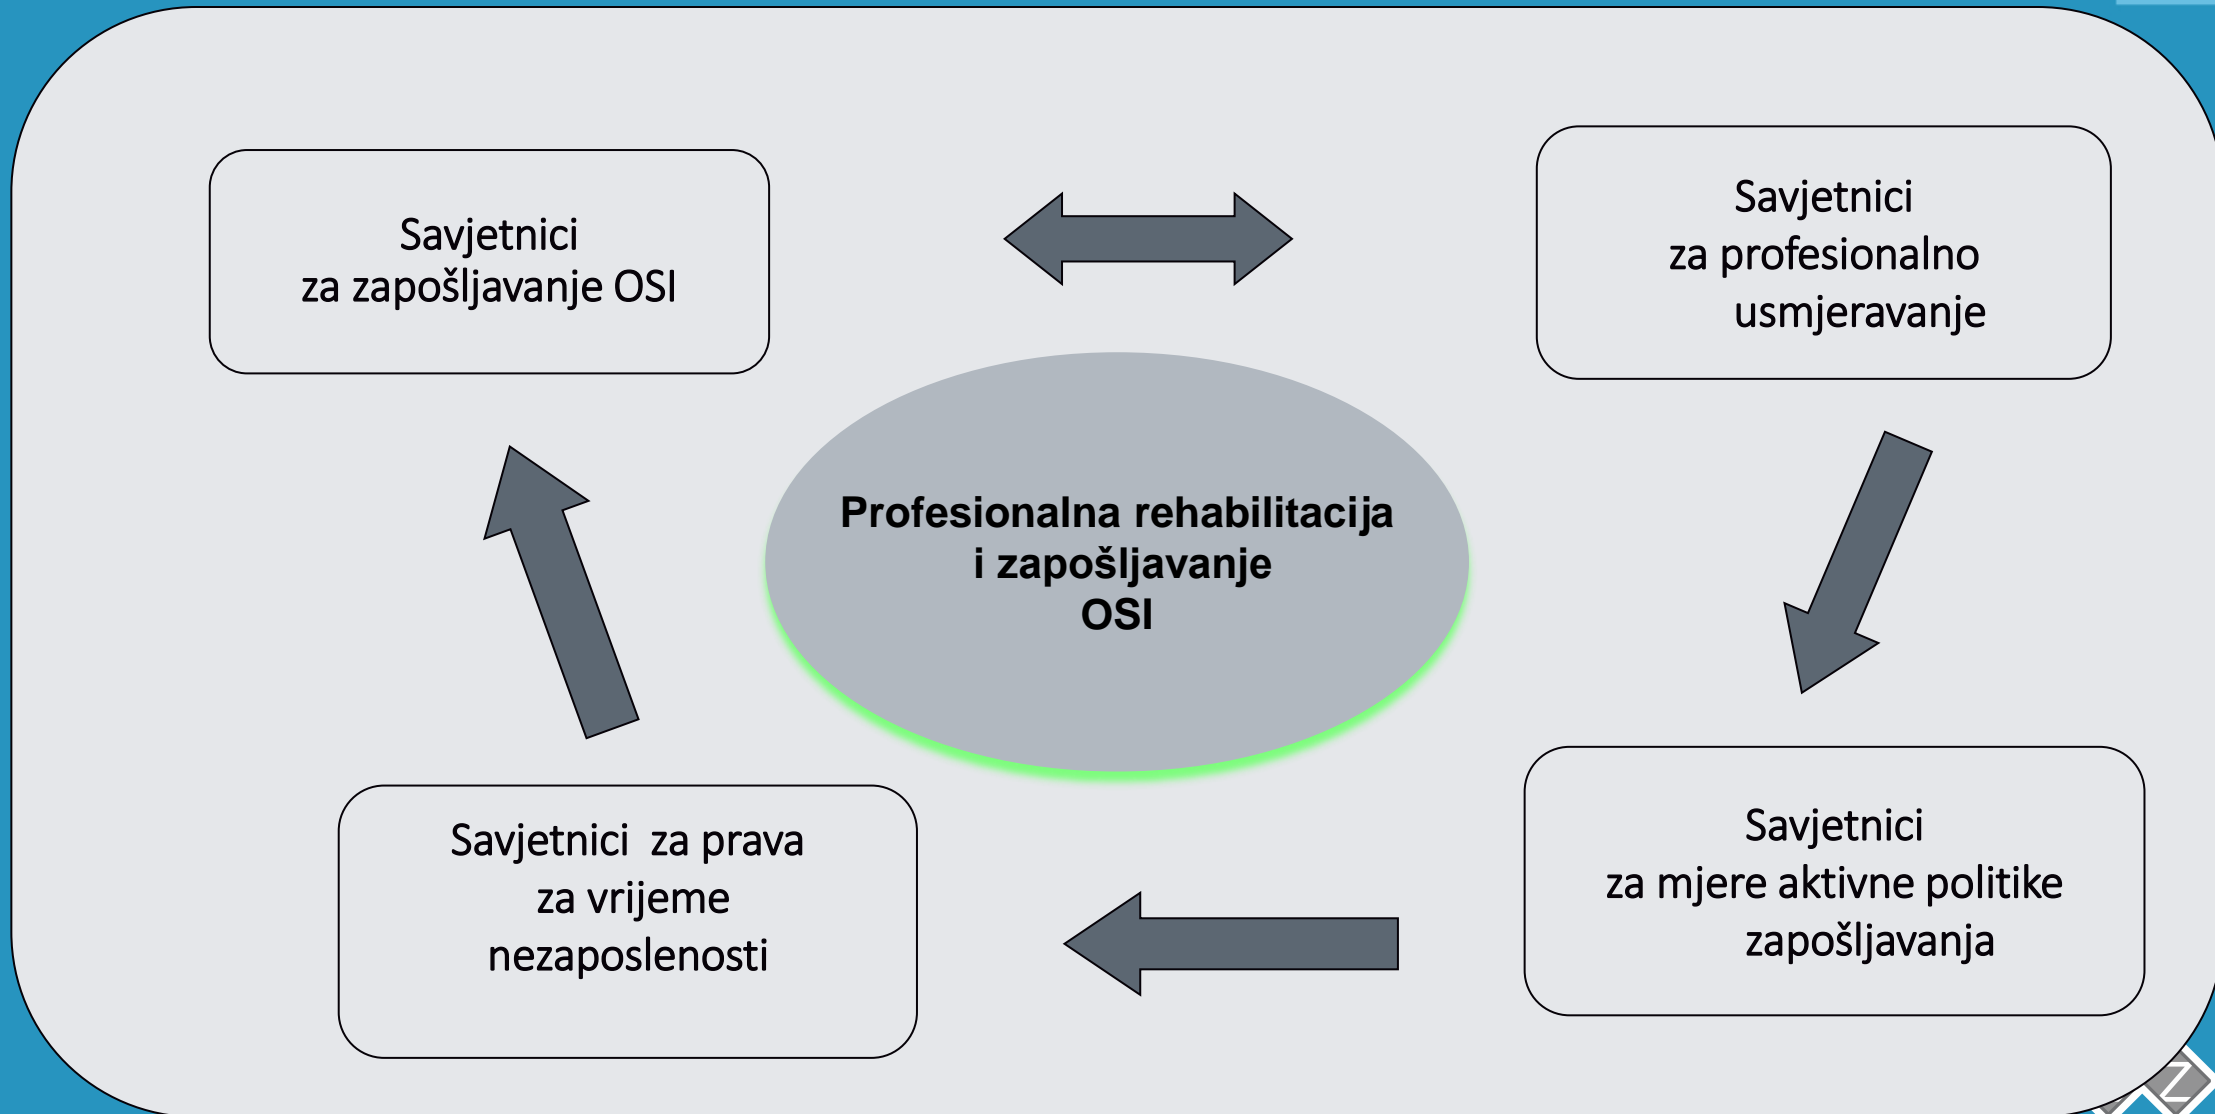 Savjetnici
za zapošljavanje OSI
Savjetnici
za profesionalno
usmjeravanje
Profesionalna rehabilitacija
i zapošljavanje
OSI
Savjetnici  za prava
za vrijeme
nezaposlenosti
Savjetnici
za mjere aktivne politike
zapošljavanja
Z